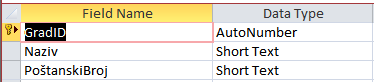 Field Name Data Type
GradID AutoNumber
Naziv Short Text
PoštanskiBroj Short Text